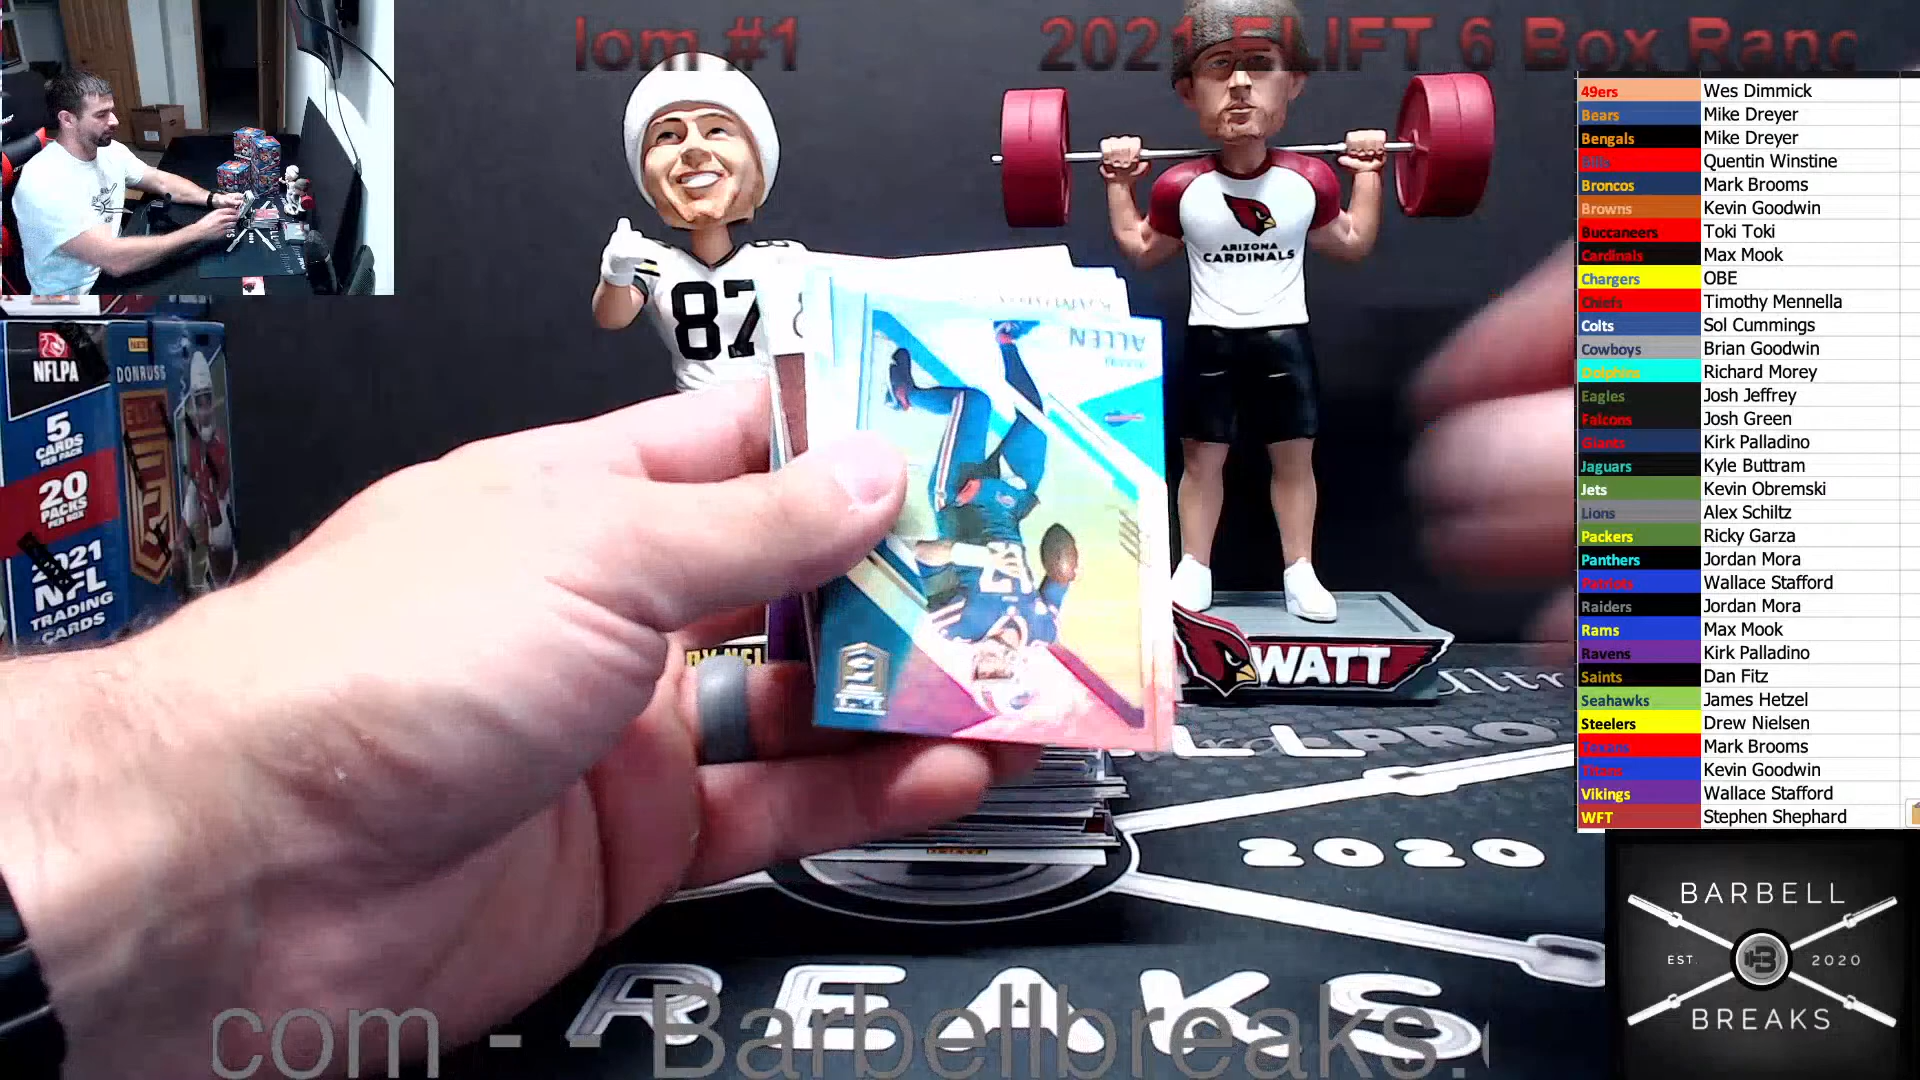 lom #1
2021 ELIFT 6 Box Ranc
49ers Wes Dimmick
Bears Mike Dreyer
Bengals Mike Dreyer
Bills Quentin Winstine
Broncos Mark Brooms
Browns Kevin Goodwin
Buccaneers Toki Toki
Cardinals Max Mook
Chargers OBE
Chiefs Timothy Mennella
Colts Sol Cummings
Cowboys Brian Goodwin
Dolphins Richard Morey
Eagles Josh Jeffrey
Falcons Josh Green
Giants Kirk Palladino
Jaguars Kyle Buttram
Jets Kevin Obremski
Lions Alex Schiltz
Packers Ricky Garza
Panthers Jordan Mora
Patriots Wallace Stafford
Raiders Jordan Mora
Rams Max Mook
Ravens Kirk Palladino
Saints Dan Fitz
Seahawks James Hetzel
Steelers Drew Nielsen
Texans Mark Brooms
Titans Kevin Goodwin
Vikings Wallace Stafford
WFT Stephen Shephard
ARIZONA
CARDINALS
87
ALLEN
NFLPA
DONRUSS
5
CARDS
PER PACK
20
PACKS
PER BOX
2021
NFL
TRADING
CARDS
WATT
2020
BREAKS
BARBELL
EST. B 2020
BREAKS
com - - Barbellbreaks.